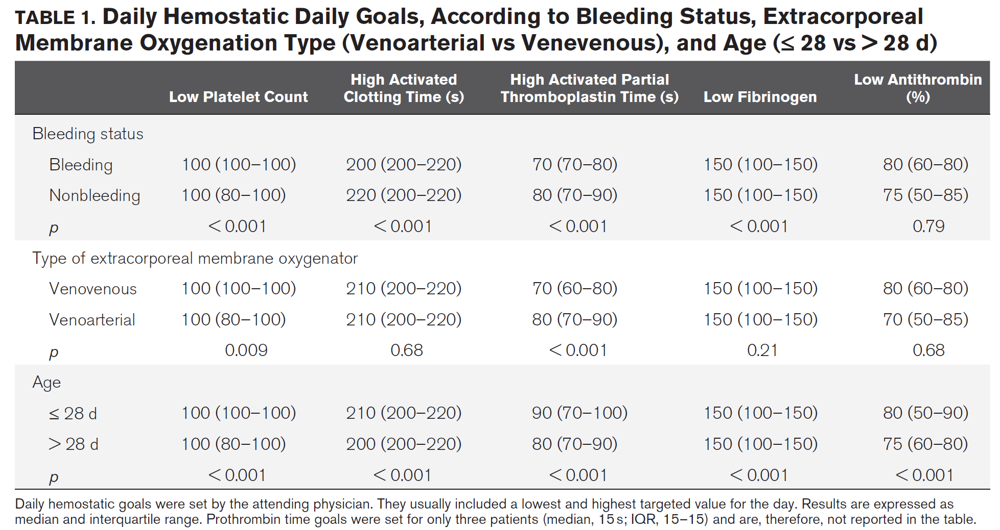 TABLE 1. Daily Hemostatic Daily Goals, According to Bleeding Status, Extracorporeal
Membrane Oxygenation Type (Venoarterial vs Venevenous), and Age (≤ 28 vs > 28 d)
Low Platelet Count High Activated Clotting Time (s) High Activated Partial Thromboplastin Time (s) Low Fibrinogen Low Antithrombin (%)
Bleeding status
Bleeding 100 (100–100) 200 (200–220) 70 (70–80) 150 (100–150) 80 (60–80)
Nonbleeding 100 (80–100) 220 (200–220) 80 (70–90) 150 (100–150) 75 (50–85)
p < 0.001 < 0.001 < 0.001 < 0.001 0.79
Type of extracorporeal membrane oxygenator
Venovenous 100 (100–100) 210 (200–220) 70 (60–80) 150 (100–150) 80 (60–80)
Venoarterial 100 (80–100) 210 (200–220) 80 (70–90) 150 (100–150) 70 (50–85)
p 0.009 0.68 < 0.001 0.21 0.68
Age
≤ 28 d 100 (100–100) 210 (200–220) 90 (70–100) 150 (100–150) 80 (50–90)
> 28 d 100 (80–100) 200 (200–220) 80 (70–90) 150 (100–150) 75 (60–80)
p < 0.001 < 0.001 < 0.001 < 0.001 < 0.001
Daily hemostatic goals were set by the attending physician. They usually included a lowest and highest targeted value for the day. Results are expressed as
median and interquartile range. Prothrombin time goals were set for only three patients (median, 15 s; IQR, 15–15) and are, therefore, not reported in the table.